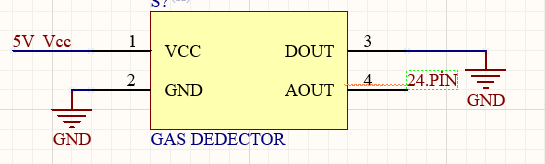 S?
5V Vcc 1 VCC DOUT 3
2 GND AOUT 4 24.PIN
GND GND
GAS DEDECTOR